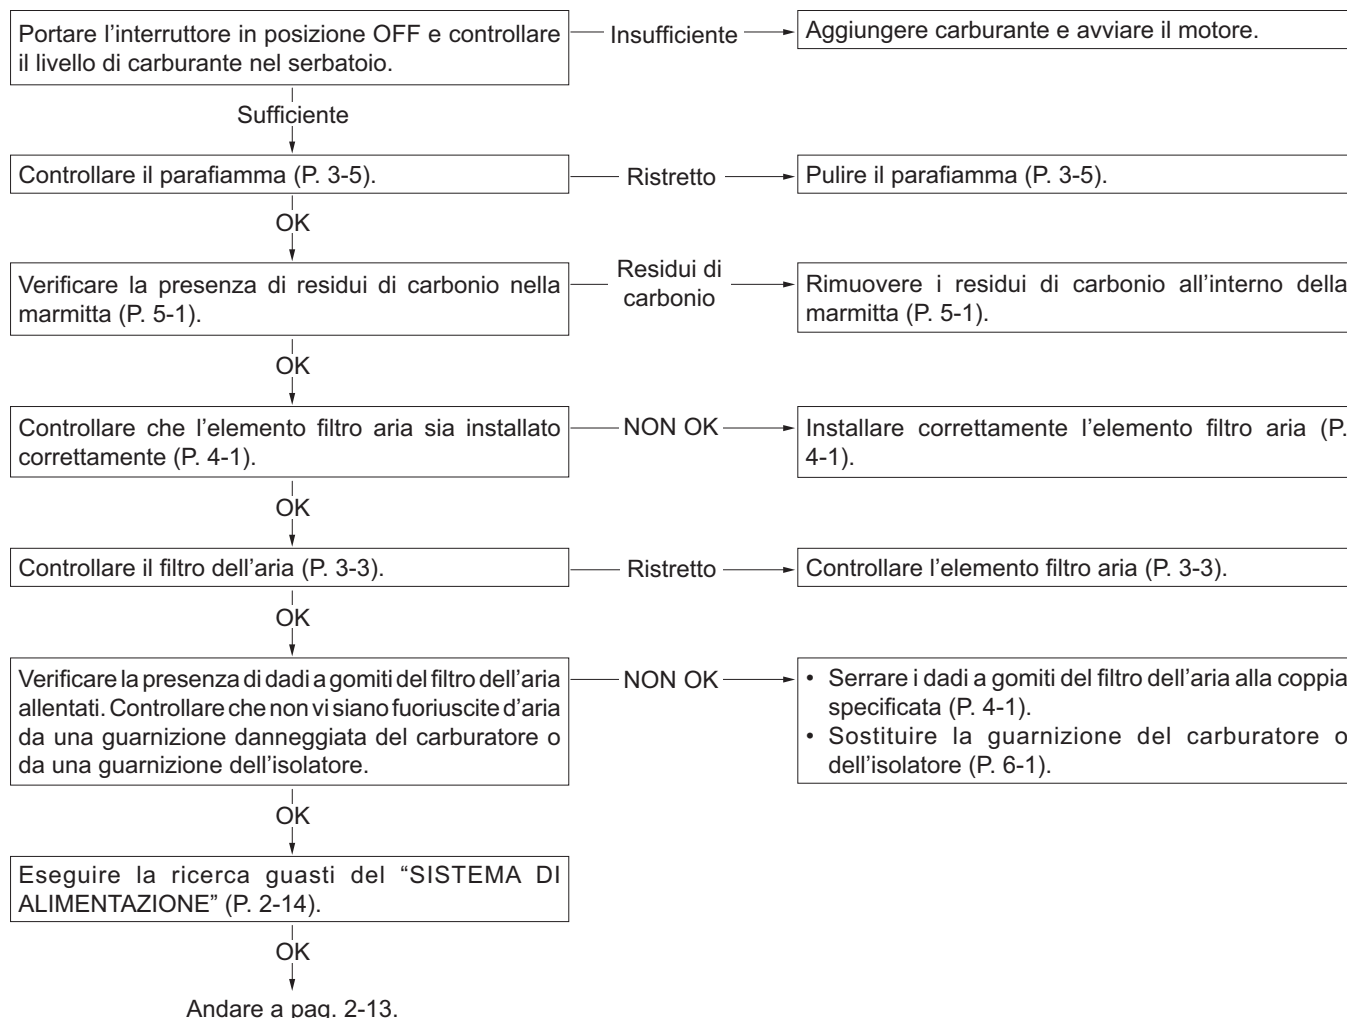 Portare l’interruttore in posizione OFF e controllare
il livello di carburante nel serbatoio.
Insufficiente
Aggiungere carburante e avviare il motore.
Sufficiente
Controllare il parafiamma (P. 3-5).
Ristretto
Pulire il parafiamma (P. 3-5).
OK
Verificare la presenza di residui di carbonio nella
marmitta (P. 5-1).
Residui di
carbonio
Rimuovere i residui di carbonio all’interno della
marmitta (P. 5-1).
OK
Controllare che l’elemento filtro aria sia installato
correttamente (P. 4-1).
NON OK
Installare correttamente l’elemento filtro aria (P.
4-1).
OK
Controllare il filtro dell’aria (P. 3-3).
Ristretto
Controllare l’elemento filtro aria (P. 3-3).
OK
Verificare la presenza di dadi a gomiti del filtro dell’aria
allentati. Controllare che non vi siano fuoriuscite d’aria
da una guarnizione danneggiata del carburatore o
da una guarnizione dell’isolatore.
NON OK
• Serrare i dadi a gomiti del filtro dell’aria alla coppia
specificata (P. 4-1).
• Sostituire la guarnizione del carburatore o
dell’isolatore (P. 6-1).
OK
Eseguire la ricerca guasti del “SISTEMA DI
ALIMENTAZIONE” (P. 2-14).
OK
Andare a pag. 2-13.